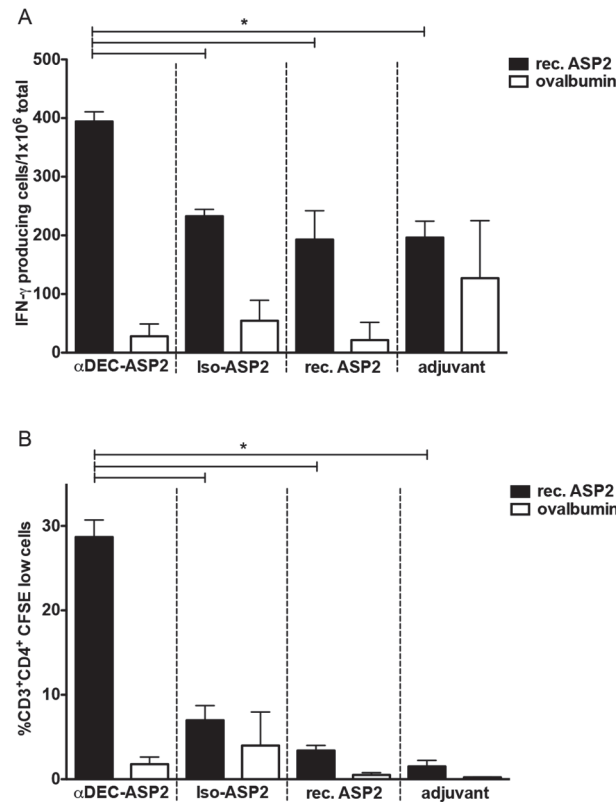 A
*
rec. ASP2
ovalbumin
IFN-γ producing cells/1x10⁶ total
500
400
300
200
100
0
αDEC-ASP2
Iso-ASP2
rec. ASP2
adjuvant
B
*
rec. ASP2
ovalbumin
%CD3⁺CD4⁺ CFSE low cells
30
20
10
0
αDEC-ASP2
Iso-ASP2
rec. ASP2
adjuvant